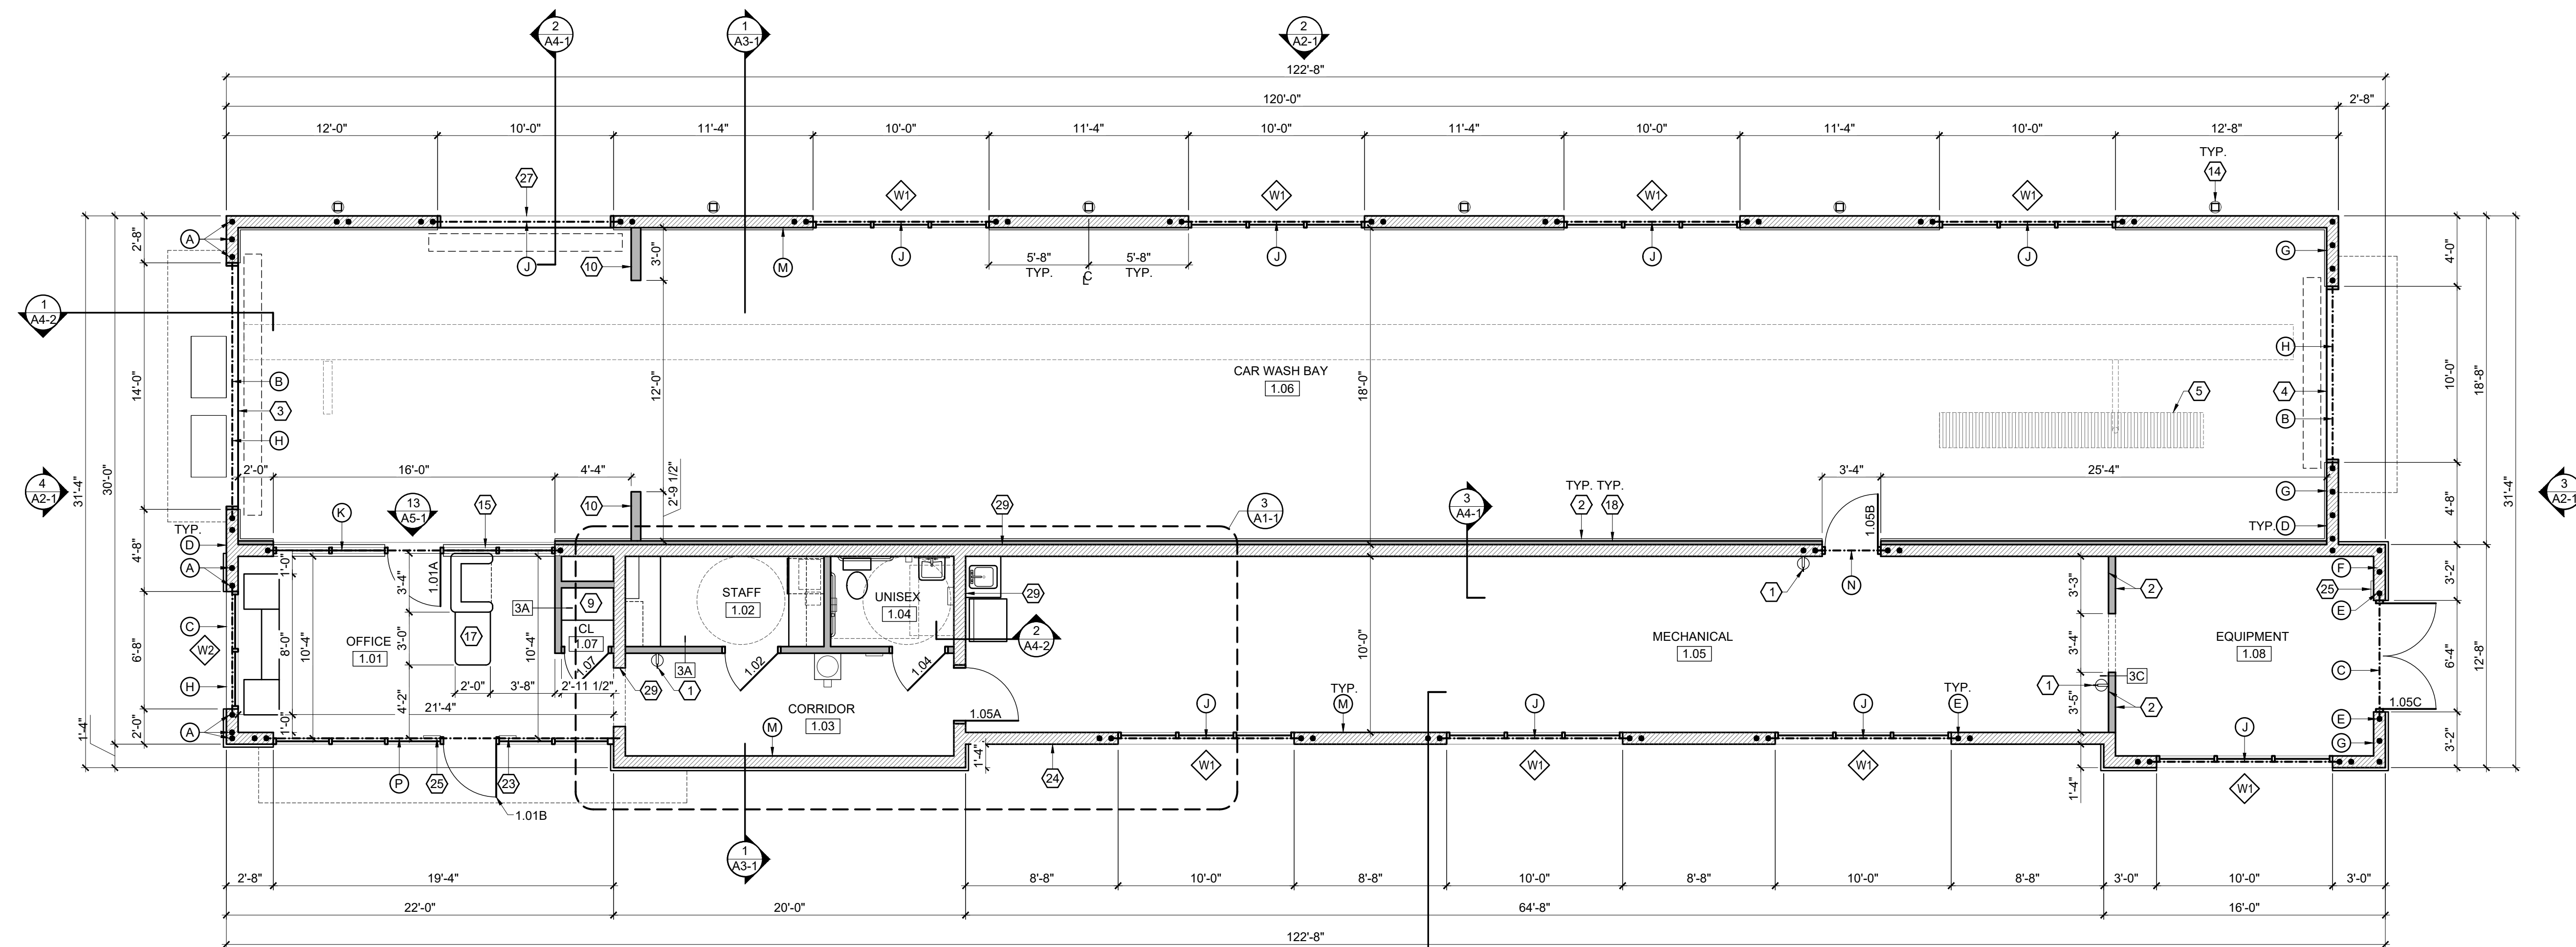 2
A4-1
1
A3-1
2
A2-1
122'-8"
120'-0"
2'-8"
12'-0"
10'-0"
11'-4"
10'-0"
11'-4"
10'-0"
11'-4"
10'-0"
11'-4"
10'-0"
12'-8"
TYP.
14
27
W1
W1
W1
W1
A
2'-8"
J
10
3'-0"
M
J
5'-8"
TYP.
CL
5'-8"
TYP.
J
J
J
G
4'-0"
1
A4-2
14'-0"
B
3
H
12'-0"
CAR WASH BAY
1.06
18'-0"
5
H
4
B
10'-0"
18'-8"
31'-4"
30'-0"
4
A2-1
2'-0"
16'-0"
4'-4"
2'-9 1/2"
K
13
A5-1
15
10
29
3
A1-1
3
A4-1
TYP.
2
TYP.
18
3'-4"
25'-4"
1.05B
G
TYP.
D
4'-8"
31'-4"
3
A2-1
TYP.
D
A
4'-8"
1'-0"
3'-4"
1.01A
3A
9
CL
1.07
STAFF
1.02
UNISEX
1.04
29
1
N
3'-3"
2
F
25
E
3'-2"
C
W2
6'-8"
8'-0"
10'-4"
OFFICE
1.01
3'-0"
17
10'-4"
1.07
3A
1.02
1.04
2
A4-2
10'-0"
MECHANICAL
1.05
3'-4"
EQUIPMENT
1.08
C
6'-4"
12'-8"
H
2'-0"
3'-8"
2'-11 1/2"
29
1
1
3C
2
3'-5"
1.05C
A
2'-0"
1'-0"
4'-2"
21'-4"
CORRIDOR
1.03
M
1.05A
J
TYP.
M
J
J
TYP.
E
E
G
J
3'-2"
1'-4"
P
25
23
1.01B
1'-4"
24
W1
W1
W1
1'-4"
W1
1
A3-1
2'-8"
19'-4"
8'-8"
10'-0"
8'-8"
10'-0"
8'-8"
10'-0"
8'-8"
3'-0"
10'-0"
3'-0"
22'-0"
20'-0"
64'-8"
16'-0"
122'-8"